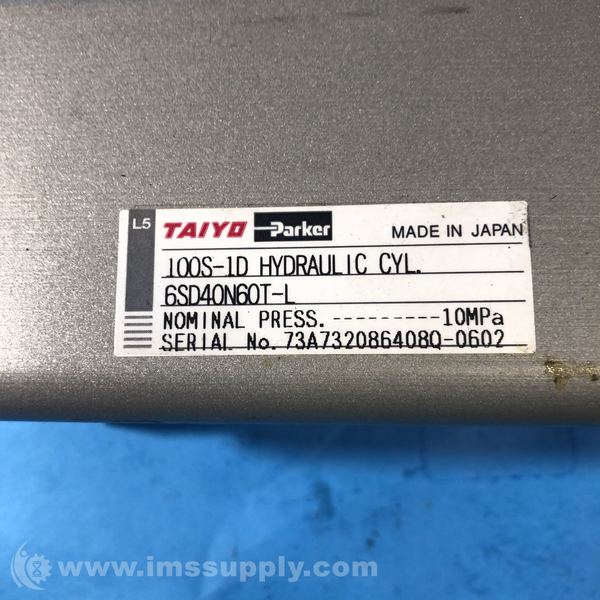 L5 TAIYO Parker MADE IN JAPAN
100S-1D HYDRAULIC CYL.
6SD40N60T-L
NOMINAL PRESS. ---------10MPa
SERIAL No. 73A732086408Q-0602
www.imssupply.com